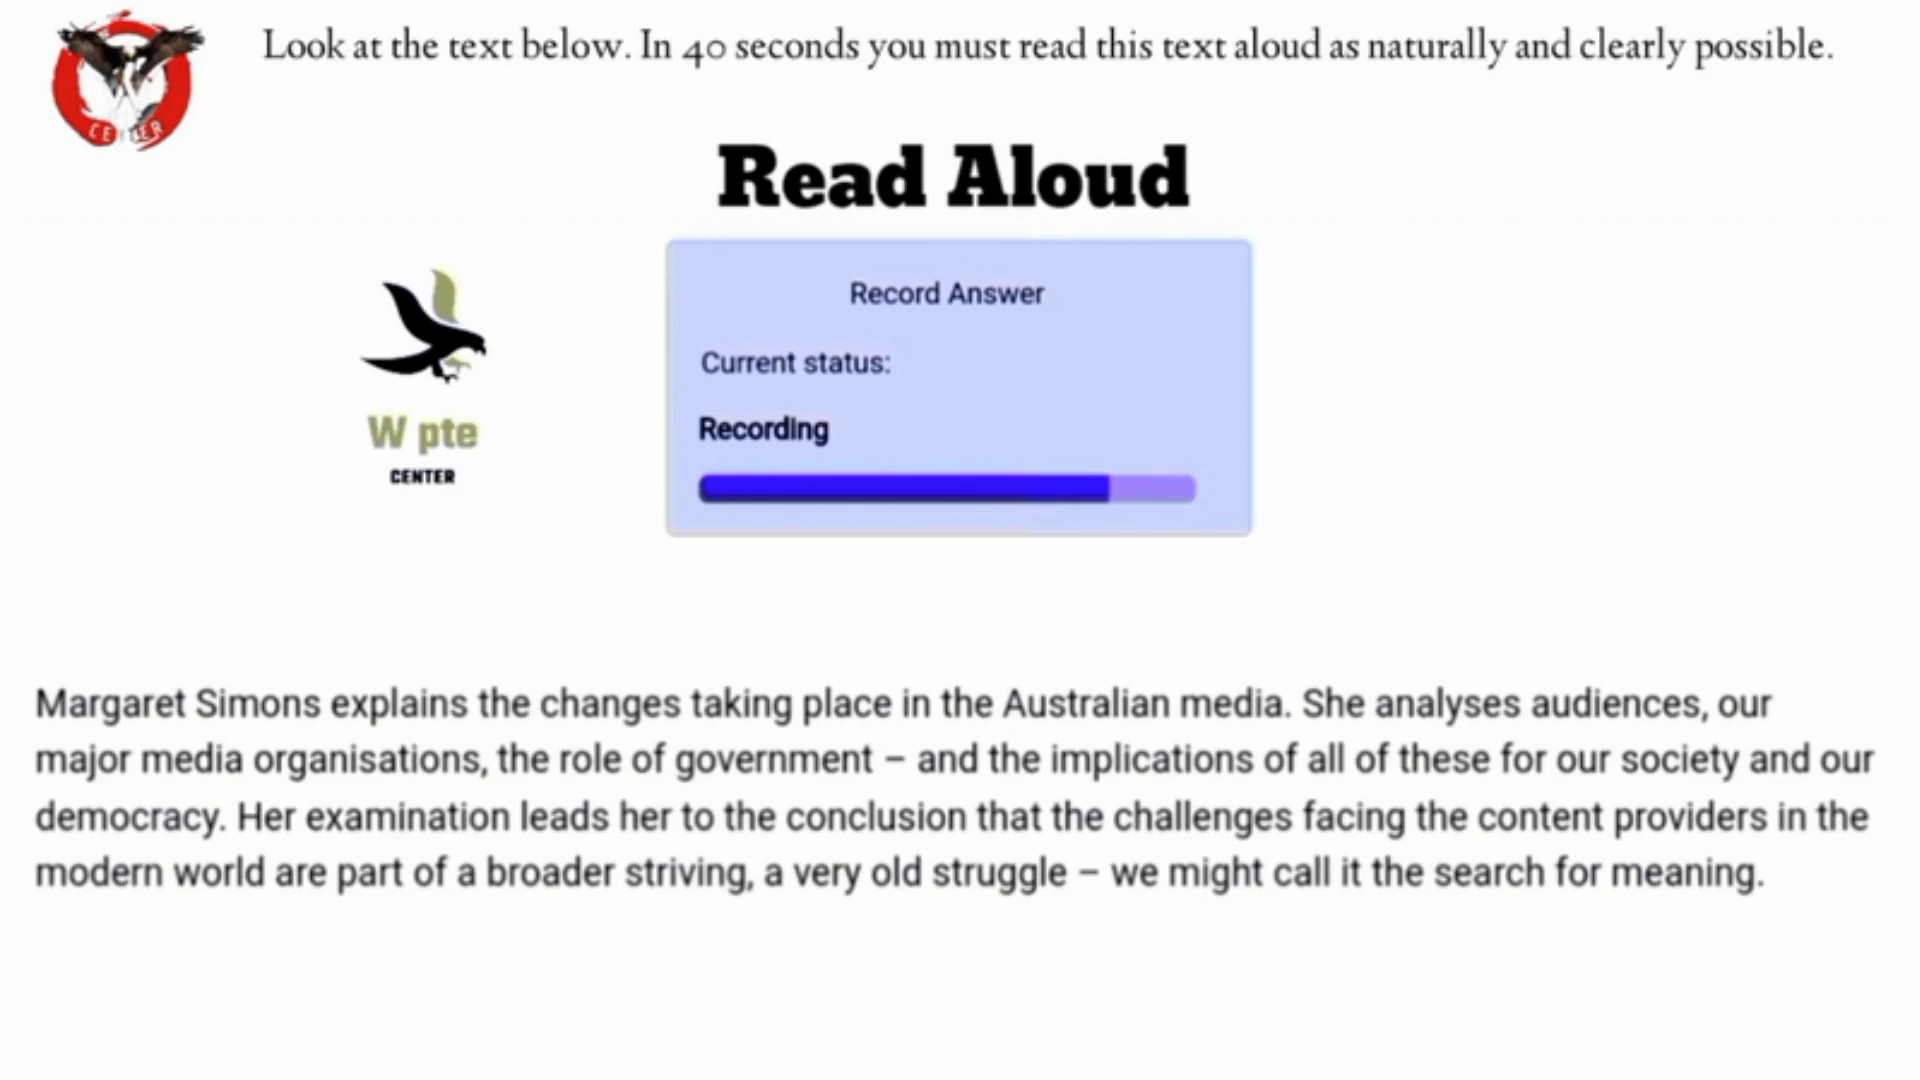 Look at the text below. In 40 seconds you must read this text aloud as naturally and clearly possible.
CENTER
Read Aloud
Record Answer
Current status:
Recording
W pte
CENTER
Margaret Simons explains the changes taking place in the Australian media. She analyses audiences, our
major media organisations, the role of government – and the implications of all of these for our society and our
democracy. Her examination leads her to the conclusion that the challenges facing the content providers in the
modern world are part of a broader striving, a very old struggle – we might call it the search for meaning.